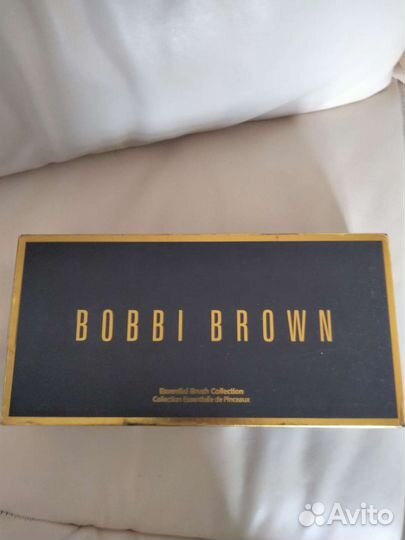 BOBBI BROWN
Essential Brush Collection
Collection Essentielle de Pinceaux
Avito